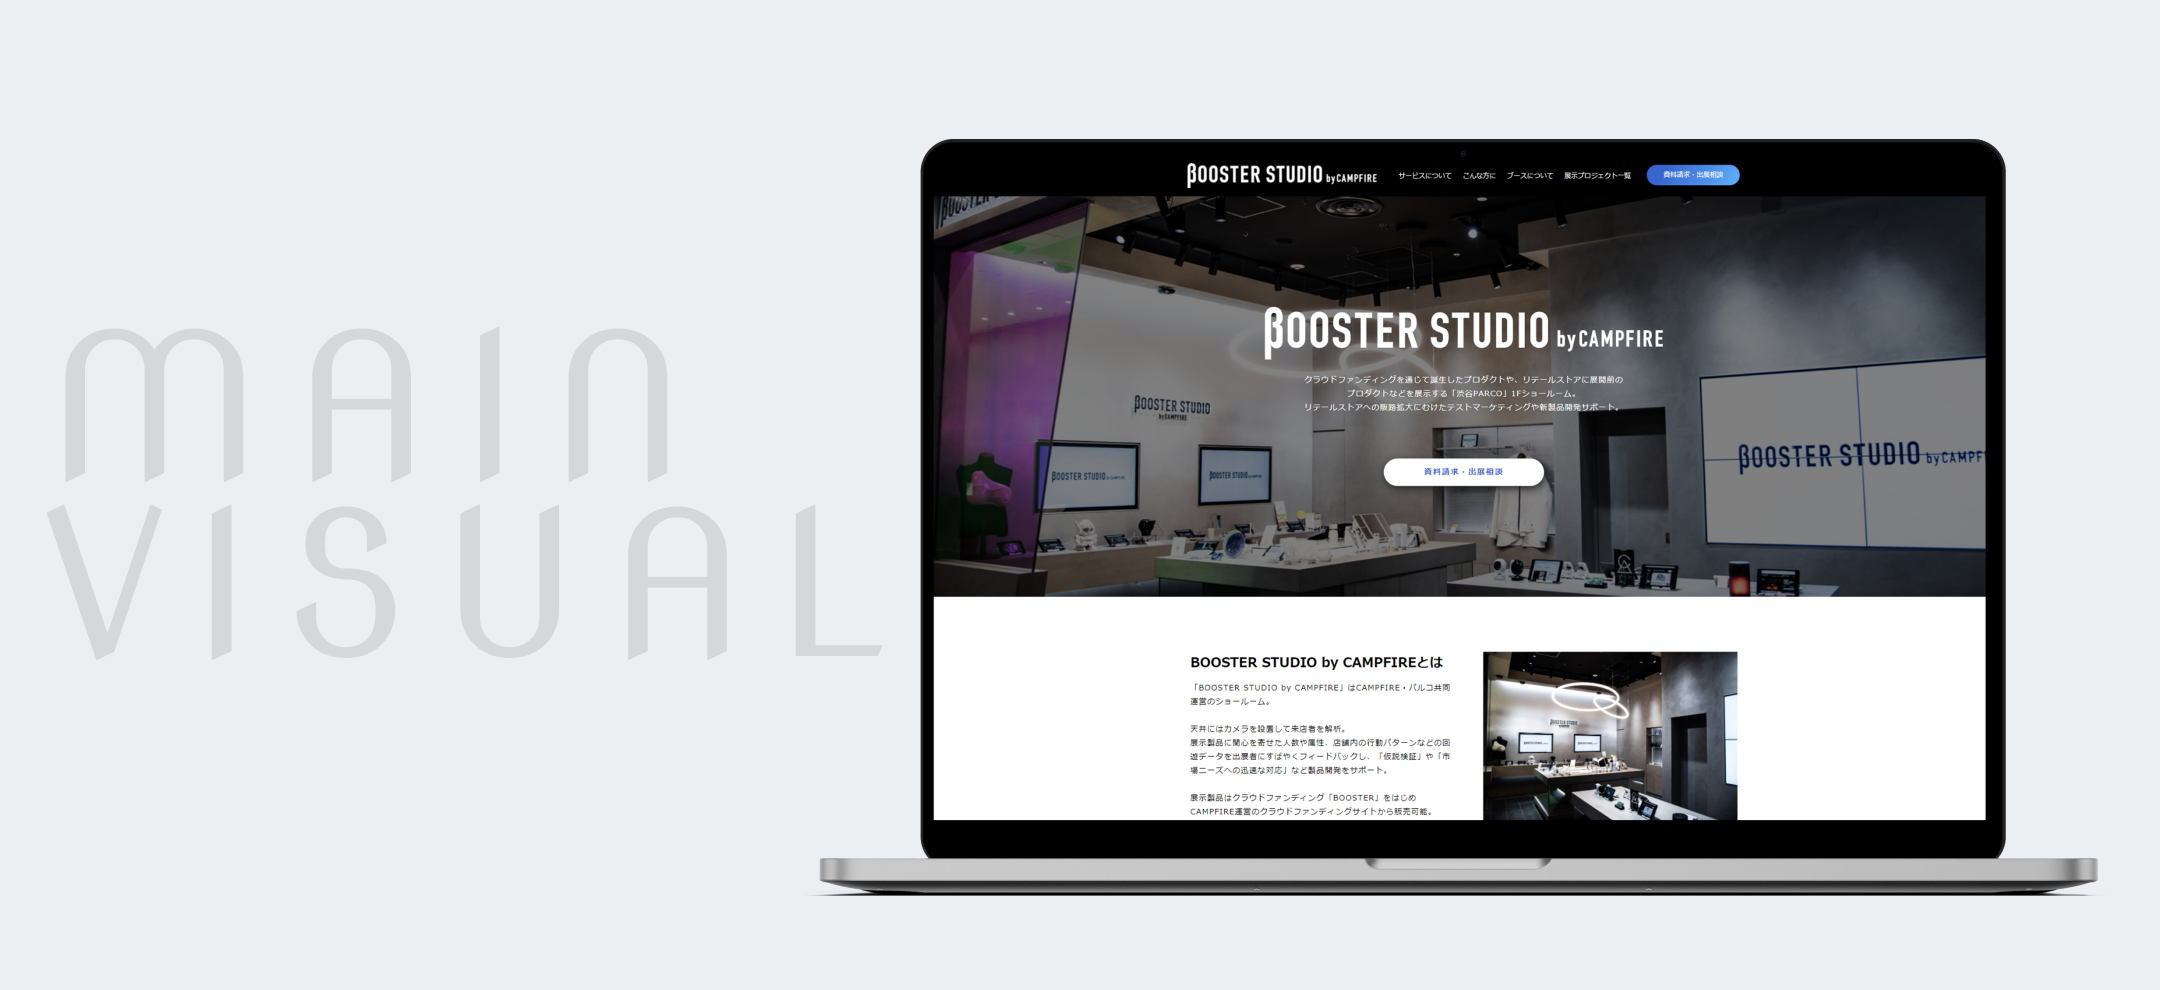 MAIN
VISUAL
βOOSTER STUDIO by CAMPFIRE
サービスについて こんな方に ブースについて 展示プロジェクト一覧 資料請求・出展相談
βOOSTER STUDIO by CAMPFIRE
クラウドファンディングを通じて誕生したプロダクトや、リテールストアに展開前の
プロダクトなどを展示する「渋谷PARCO」1Fショールーム。
リテールストアへの販路拡大にむけたテストマーケティングや新製品開発サポート。
資料請求・出展相談
βOOSTER STUDIO
by CAMPFIRE
βOOSTER STUDIO by CAMPFIRE
βOOSTER STUDIO by CAMPFIRE
βOOSTER STUDIO by CAMPF
BOOSTER STUDIO by CAMPFIREとは
「BOOSTER STUDIO by CAMPFIRE」はCAMPFIRE・パルコ共同
運営のショールーム。
天井にはカメラを設置して来店者を解析。
展示製品に関心を寄せた人数や属性、店舗内の行動パターンなどの回
遊データを出展者にすばやくフィードバックし、「仮説検証」や「市
場ニーズへの迅速な対応」など製品開発をサポート。
展示製品はクラウドファンディング「BOOSTER」をはじめ
CAMPFIRE運営のクラウドファンディングサイトから販売可能。
βOOSTER STUDIO